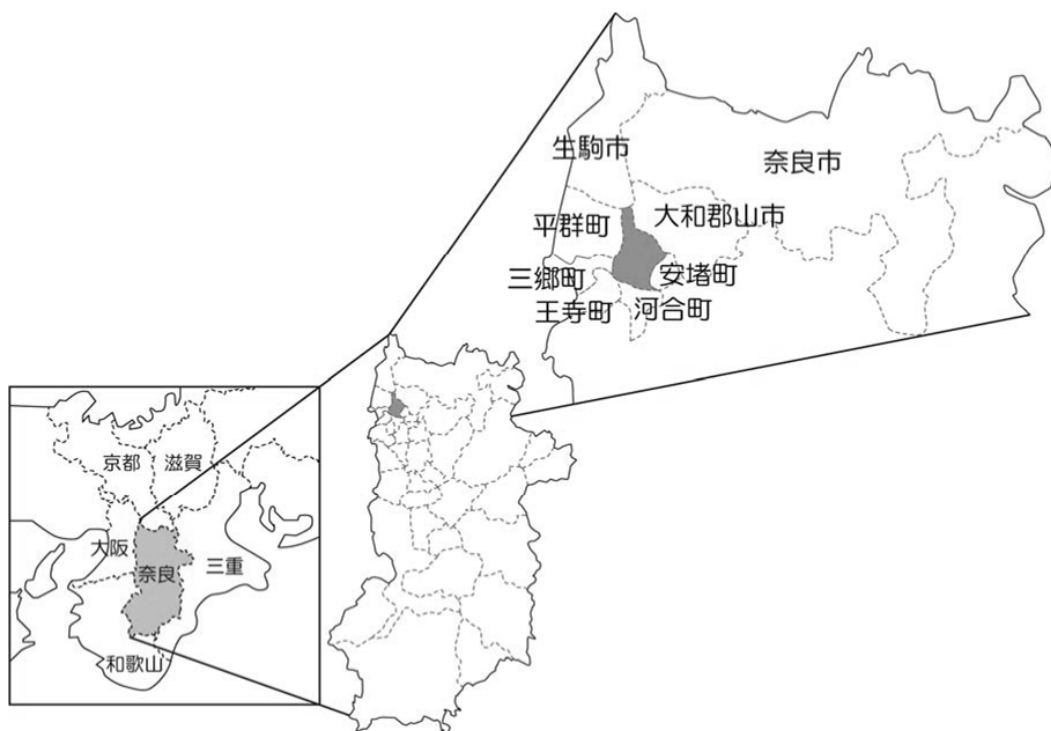 生駒市
奈良市
平群町
大和郡山市
三郷町
安堵町
王寺町
河合町
京都
滋賀
大阪
奈良
三重
和歌山